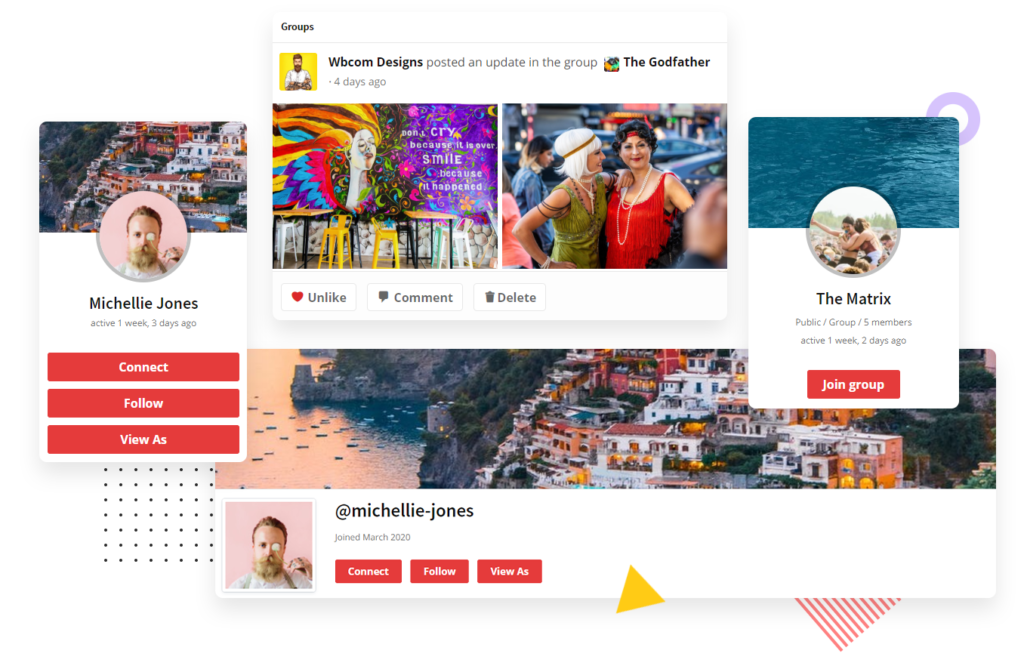 Groups
Wbcom Designs posted an update in the group The Godfather
· 4 days ago
DON'T CRY
because it is over
SMILE
because
it happened
Unlike
Comment
Delete
Michellie Jones
active 1 week, 3 days ago
Connect
Follow
View As
The Matrix
Public / Group / 5 members
active 1 week, 2 days ago
Join group
@michellie-jones
Joined March 2020
Connect
Follow
View As